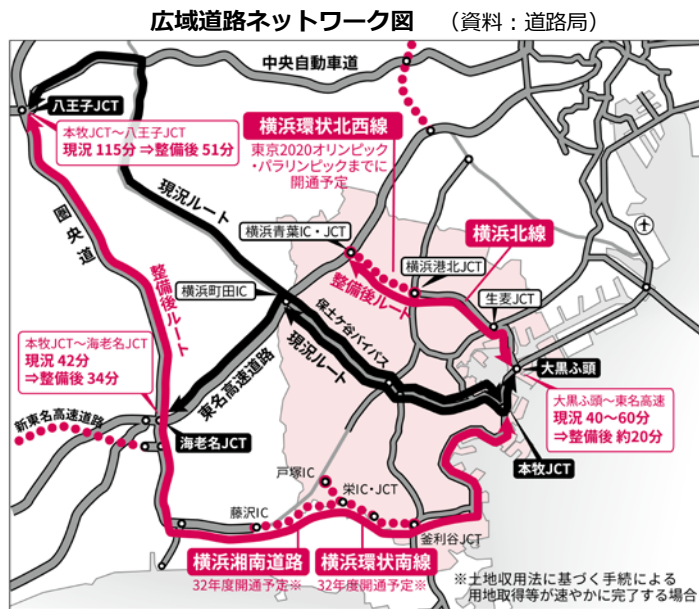 広域道路ネットワーク図 （資料：道路局）
中央自動車道
八王子JCT
本牧JCT～八王子JCT
現況 115分 ⇒整備後 51分
横浜環状北西線
東京2020オリンピック
・パラリンピックまでに
開通予定
現況ルート
圏央道
横浜青葉IC・JCT
横浜北線
横浜港北JCT
整備後ルート
整備後ルート
横浜町田IC
生麦JCT
保土ケ谷バイパス
現況ルート
本牧JCT～海老名JCT
現況 42分
⇒整備後 34分
東名高速道路
大黒ふ頭
大黒ふ頭～東名高速
現況 40～60分
⇒整備後 約20分
新東名高速道路
海老名JCT
本牧JCT
戸塚IC
栄IC・JCT
藤沢IC
釜利谷JCT
横浜湘南道路
32年度開通予定※
横浜環状南線
32年度開通予定※
※土地収用法に基づく手続による
用地取得等が速やかに完了する場合